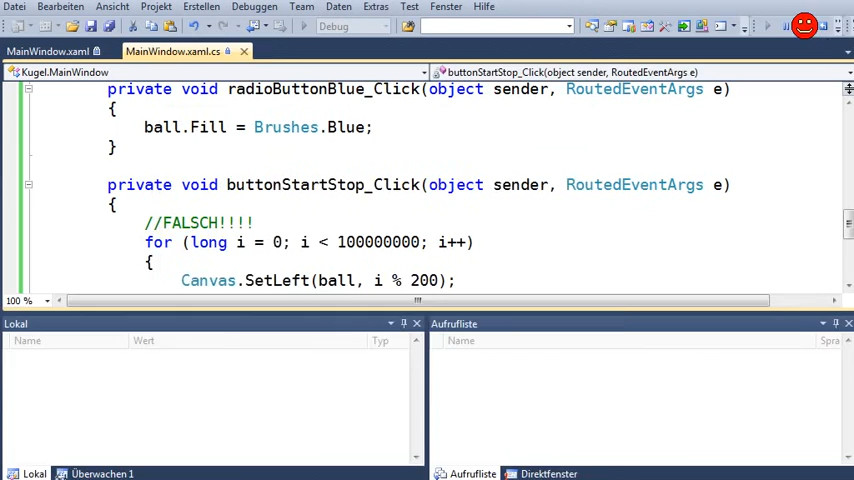 Datei Bearbeiten Ansicht Projekt Erstellen Debuggen Team Daten Extras Test Fenster Hilfe
Debug
MainWindow.xaml MainWindow.xaml.cs
Kugel.MainWindow buttonStartStop_Click(object sender, RoutedEventArgs e)
private void radioButtonBlue_Click(object sender, RoutedEventArgs e)
{
ball.Fill = Brushes.Blue;
}
private void buttonStartStop_Click(object sender, RoutedEventArgs e)
{
//FALSCH!!!!
for (long i = 0; i < 100000000; i++)
{
Canvas.SetLeft(ball, i % 200);
100 %
Lokal Aufrufliste
Name Wert Typ Name Spra
Lokal Überwachen 1 Aufrufliste Direktfenster